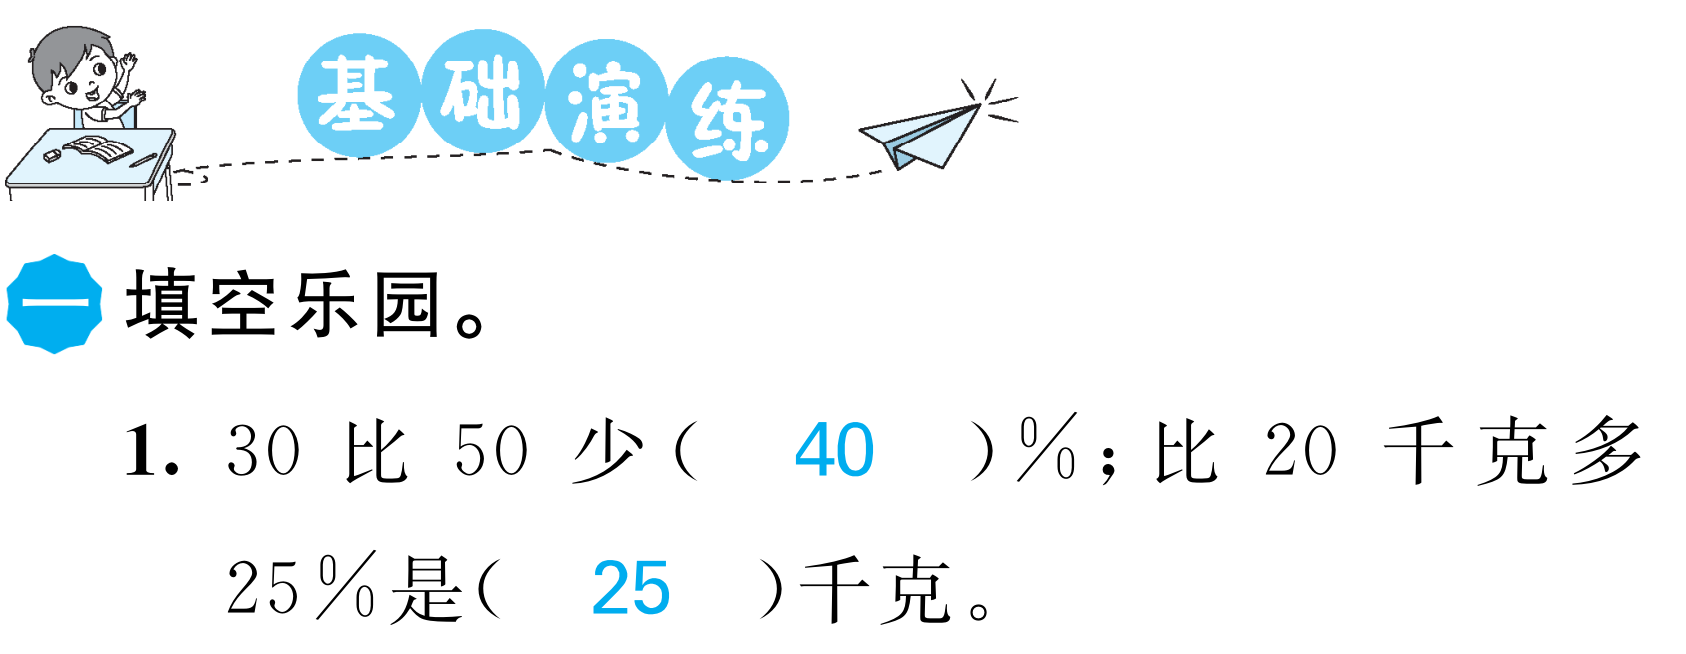 基础演练
一 填空乐园。
1. 30 比 50 少( 40 )%;比 20 千克多
25%是( 25 )千克。